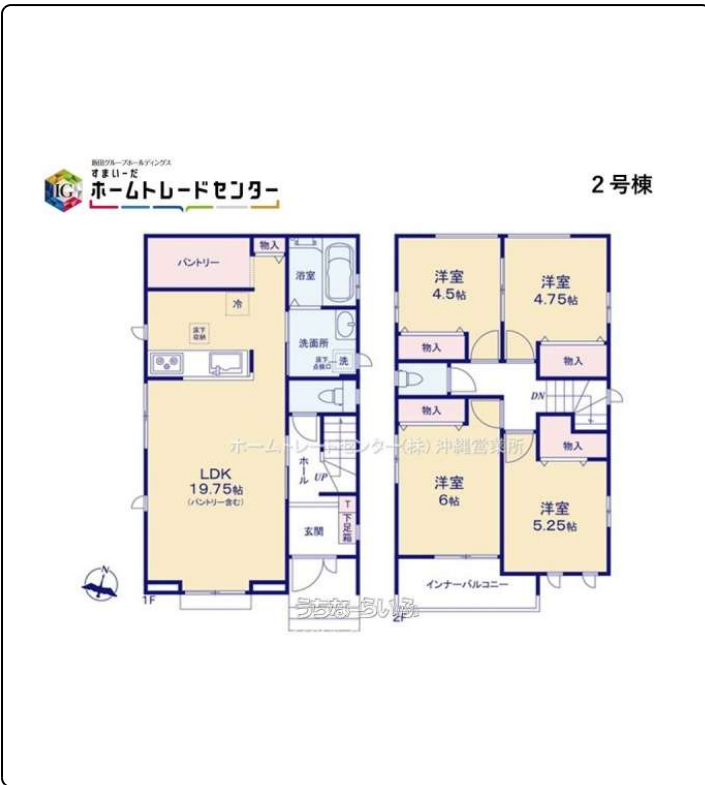 飯田グループホールディングス
すまいーだ
IG
ホームトレードセンター
2号棟
パントリー
物入
浴室
冷
床下
収納
洗面所
床下
点検口
洗
LDK
19.75帖
(パントリー含む)
ホール
UP
T
下足箱
玄関
N
1F
洋室
4.5帖
洋室
4.75帖
物入
物入
DN
物入
物入
洋室
6帖
洋室
5.25帖
インナーバルコニー
2F
ホームトレードセンター(株) 沖縄営業所
うちなーらいふ